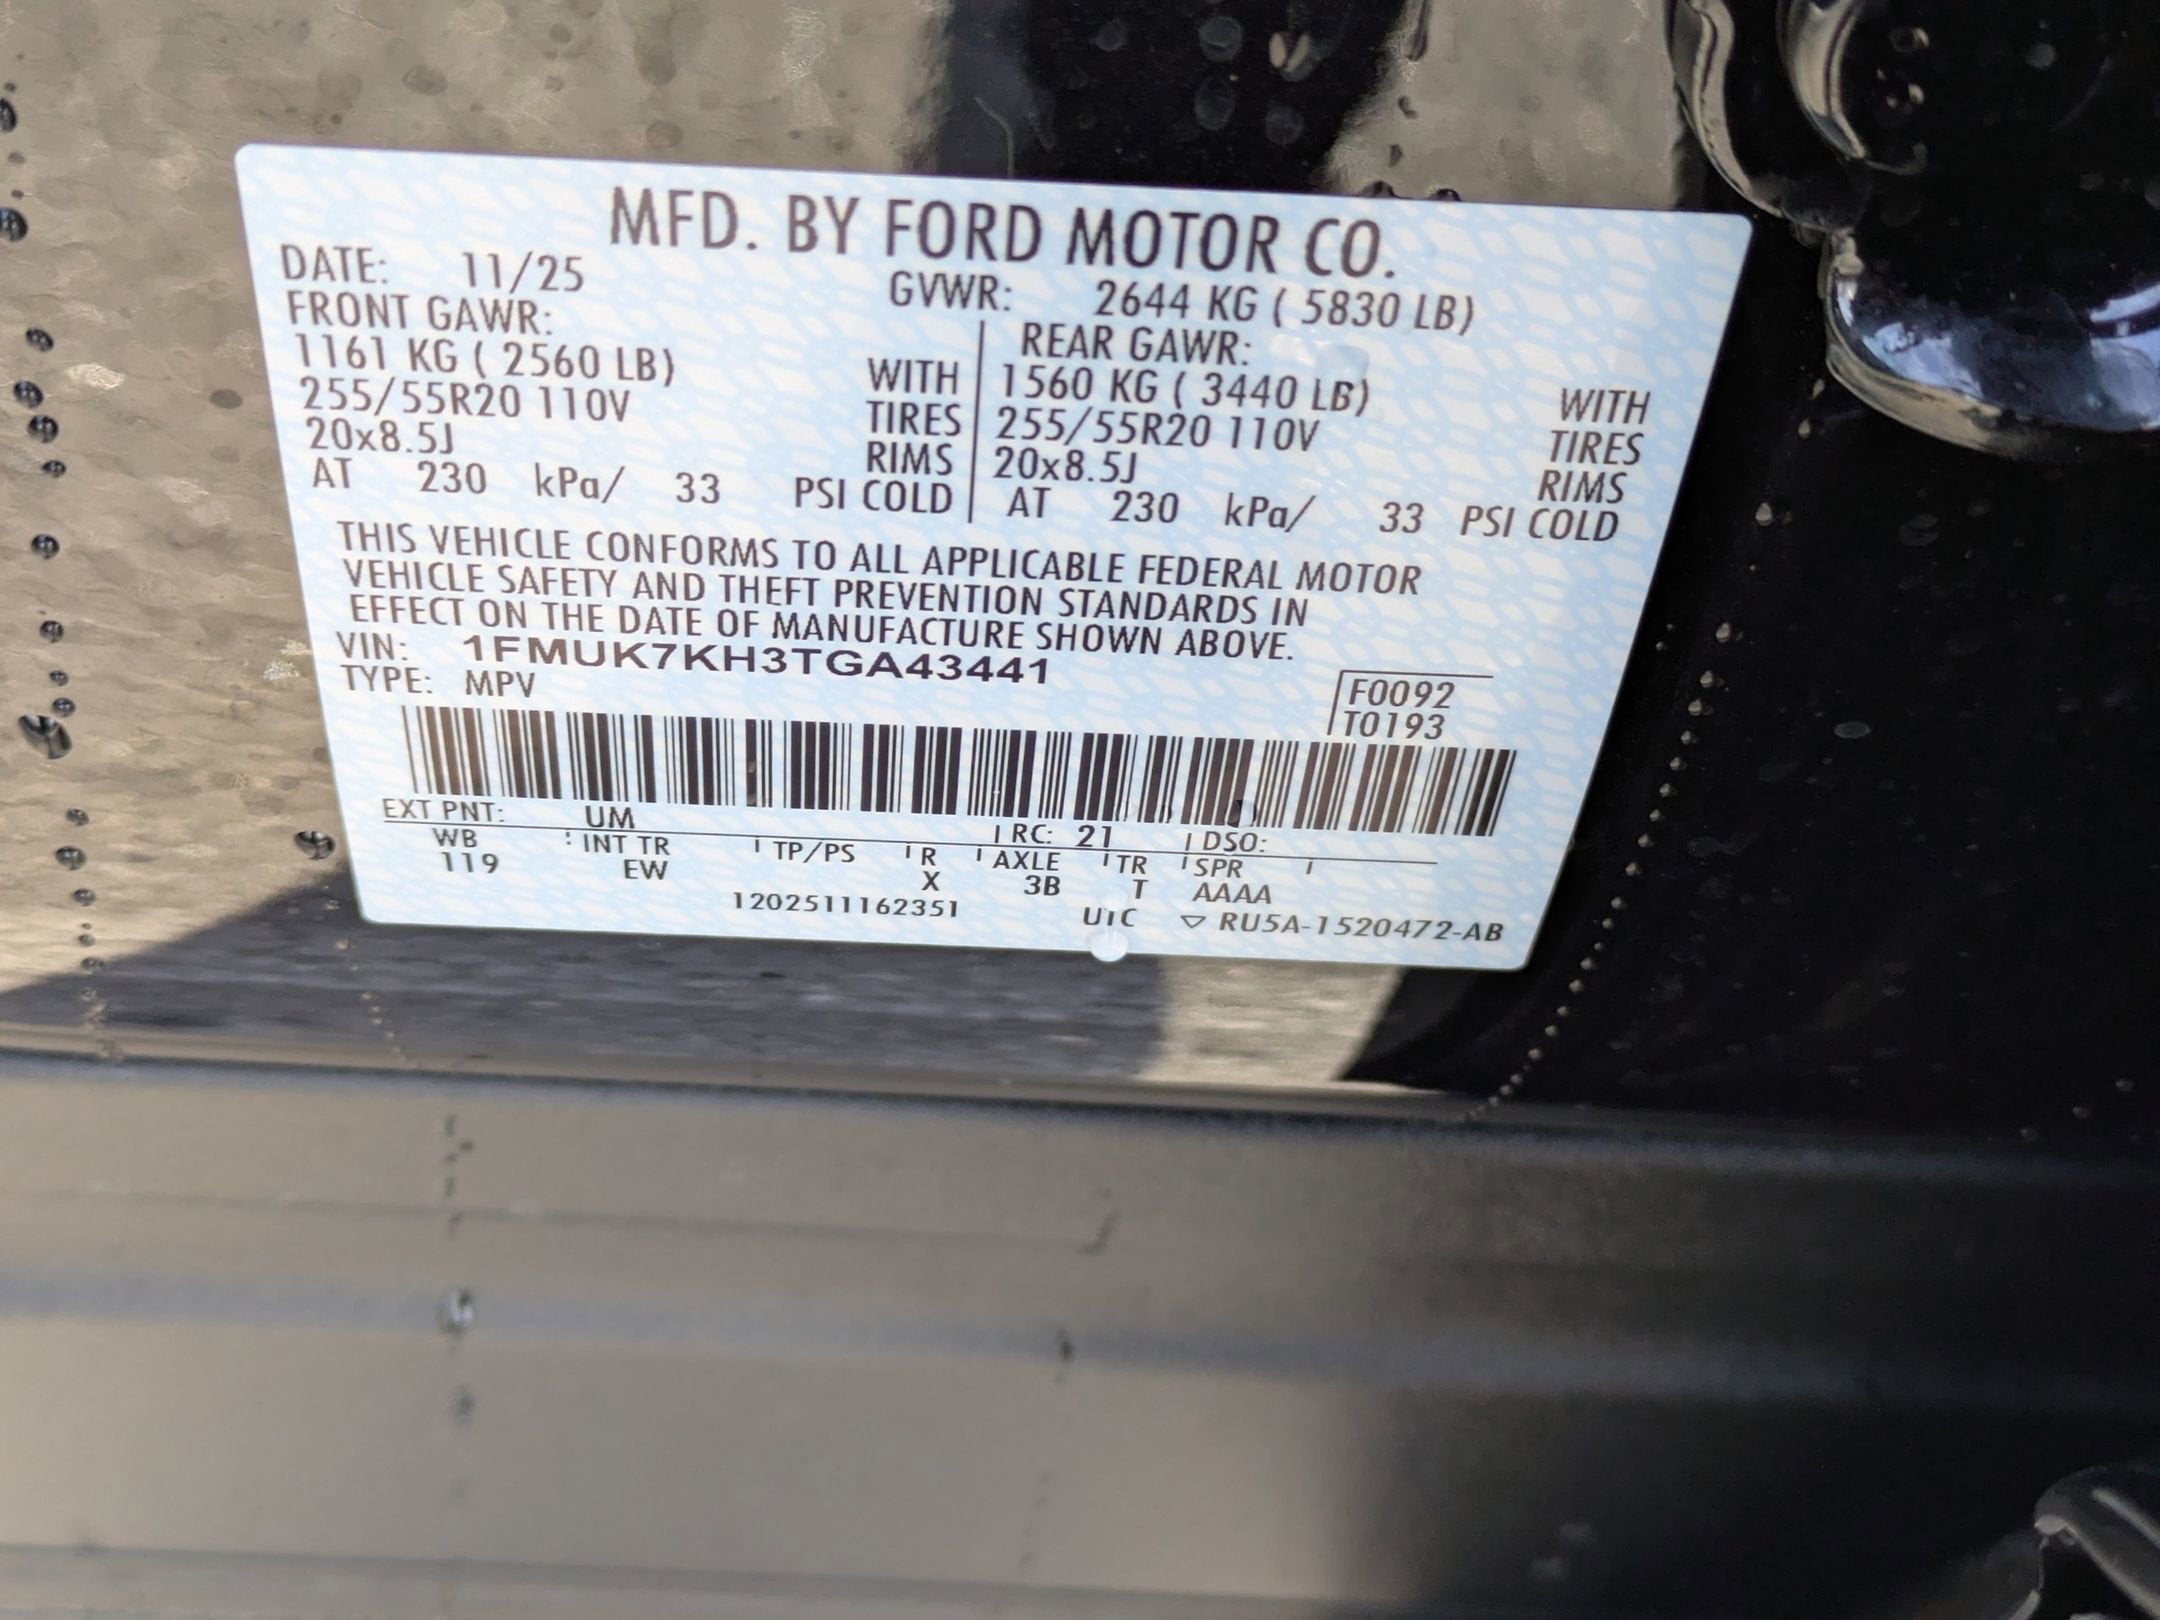 MFD. BY FORD MOTOR CO.
DATE: 11/25 GVWR: 2644 KG ( 5830 LB)
FRONT GAWR: REAR GAWR:
1161 KG ( 2560 LB) WITH 1560 KG ( 3440 LB) WITH
255/55R20 110V TIRES 255/55R20 110V TIRES
20x8.5J RIMS 20x8.5J RIMS
AT 230 kPa/ 33 PSI COLD AT 230 kPa/ 33 PSI COLD
THIS VEHICLE CONFORMS TO ALL APPLICABLE FEDERAL MOTOR
VEHICLE SAFETY AND THEFT PREVENTION STANDARDS IN
EFFECT ON THE DATE OF MANUFACTURE SHOWN ABOVE.
VIN: 1FMUK7KH3TGA43441
TYPE: MPV
F0092
T0193
EXT PNT: UM RC: 21 DSO:
WB INT TR TP/PS R AXLE TR SPR
119 EW X 3B T AAAA
1202511162351 UTC ▽ RU5A-1520472-AB